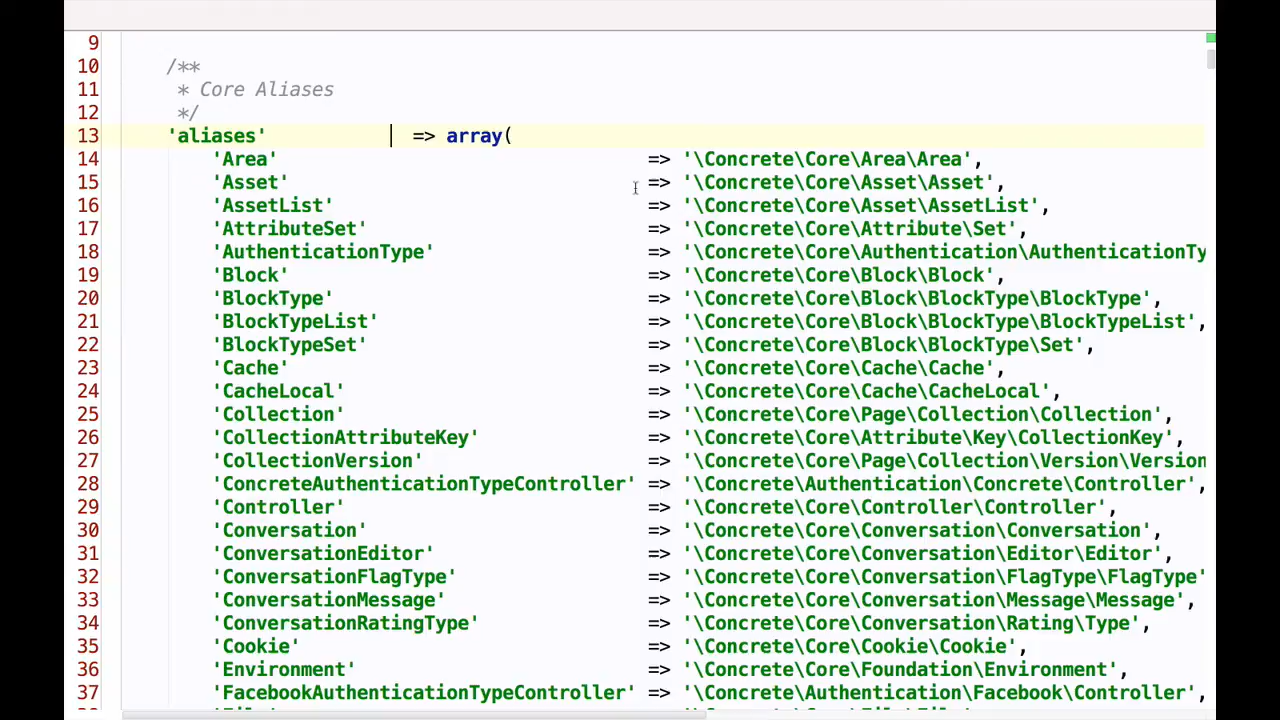 9
10 /**
11 * Core Aliases
12 */
13 'aliases' => array(
14 'Area' => '\Concrete\Core\Area\Area',
15 'Asset' => '\Concrete\Core\Asset\Asset',
16 'AssetList' => '\Concrete\Core\Asset\AssetList',
17 'AttributeSet' => '\Concrete\Core\Attribute\Set',
18 'AuthenticationType' => '\Concrete\Core\Authentication\AuthenticationTy
19 'Block' => '\Concrete\Core\Block\Block',
20 'BlockType' => '\Concrete\Core\Block\BlockType\BlockType',
21 'BlockTypeList' => '\Concrete\Core\Block\BlockType\BlockTypeList',
22 'BlockTypeSet' => '\Concrete\Core\Block\BlockType\Set',
23 'Cache' => '\Concrete\Core\Cache\Cache',
24 'CacheLocal' => '\Concrete\Core\Cache\CacheLocal',
25 'Collection' => '\Concrete\Core\Page\Collection\Collection',
26 'CollectionAttributeKey' => '\Concrete\Core\Attribute\Key\CollectionKey',
27 'CollectionVersion' => '\Concrete\Core\Page\Collection\Version\Version
28 'ConcreteAuthenticationTypeController' => '\Concrete\Authentication\Concrete\Controller',
29 'Controller' => '\Concrete\Core\Controller\Controller',
30 'Conversation' => '\Concrete\Core\Conversation\Conversation',
31 'ConversationEditor' => '\Concrete\Core\Conversation\Editor\Editor',
32 'ConversationFlagType' => '\Concrete\Core\Conversation\FlagType\FlagType'
33 'ConversationMessage' => '\Concrete\Core\Conversation\Message\Message',
34 'ConversationRatingType' => '\Concrete\Core\Conversation\Rating\Type',
35 'Cookie' => '\Concrete\Core\Cookie\Cookie',
36 'Environment' => '\Concrete\Core\Foundation\Environment',
37 'FacebookAuthenticationTypeController' => '\Concrete\Authentication\Facebook\Controller',